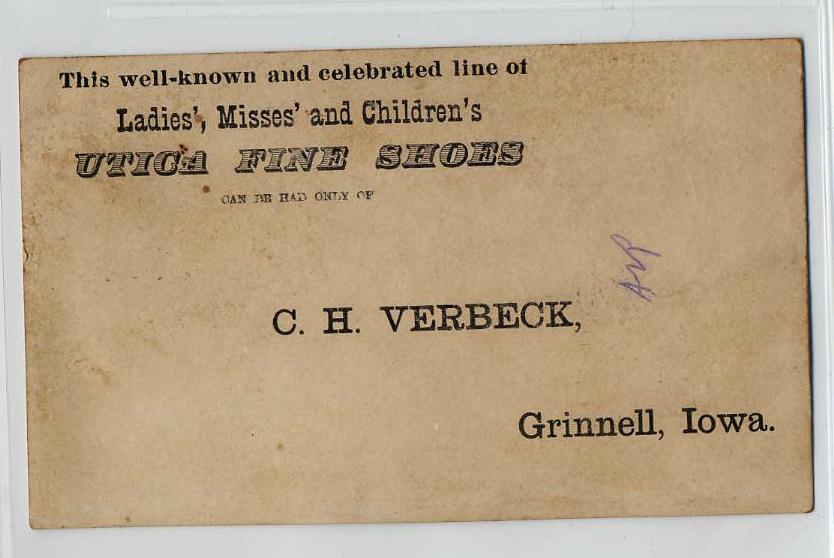 This well-known and celebrated line of
Ladies', Misses' and Children's
UTICA FINE SHOES
CAN BE HAD ONLY OF
C. H. VERBECK,
Grinnell, Iowa.